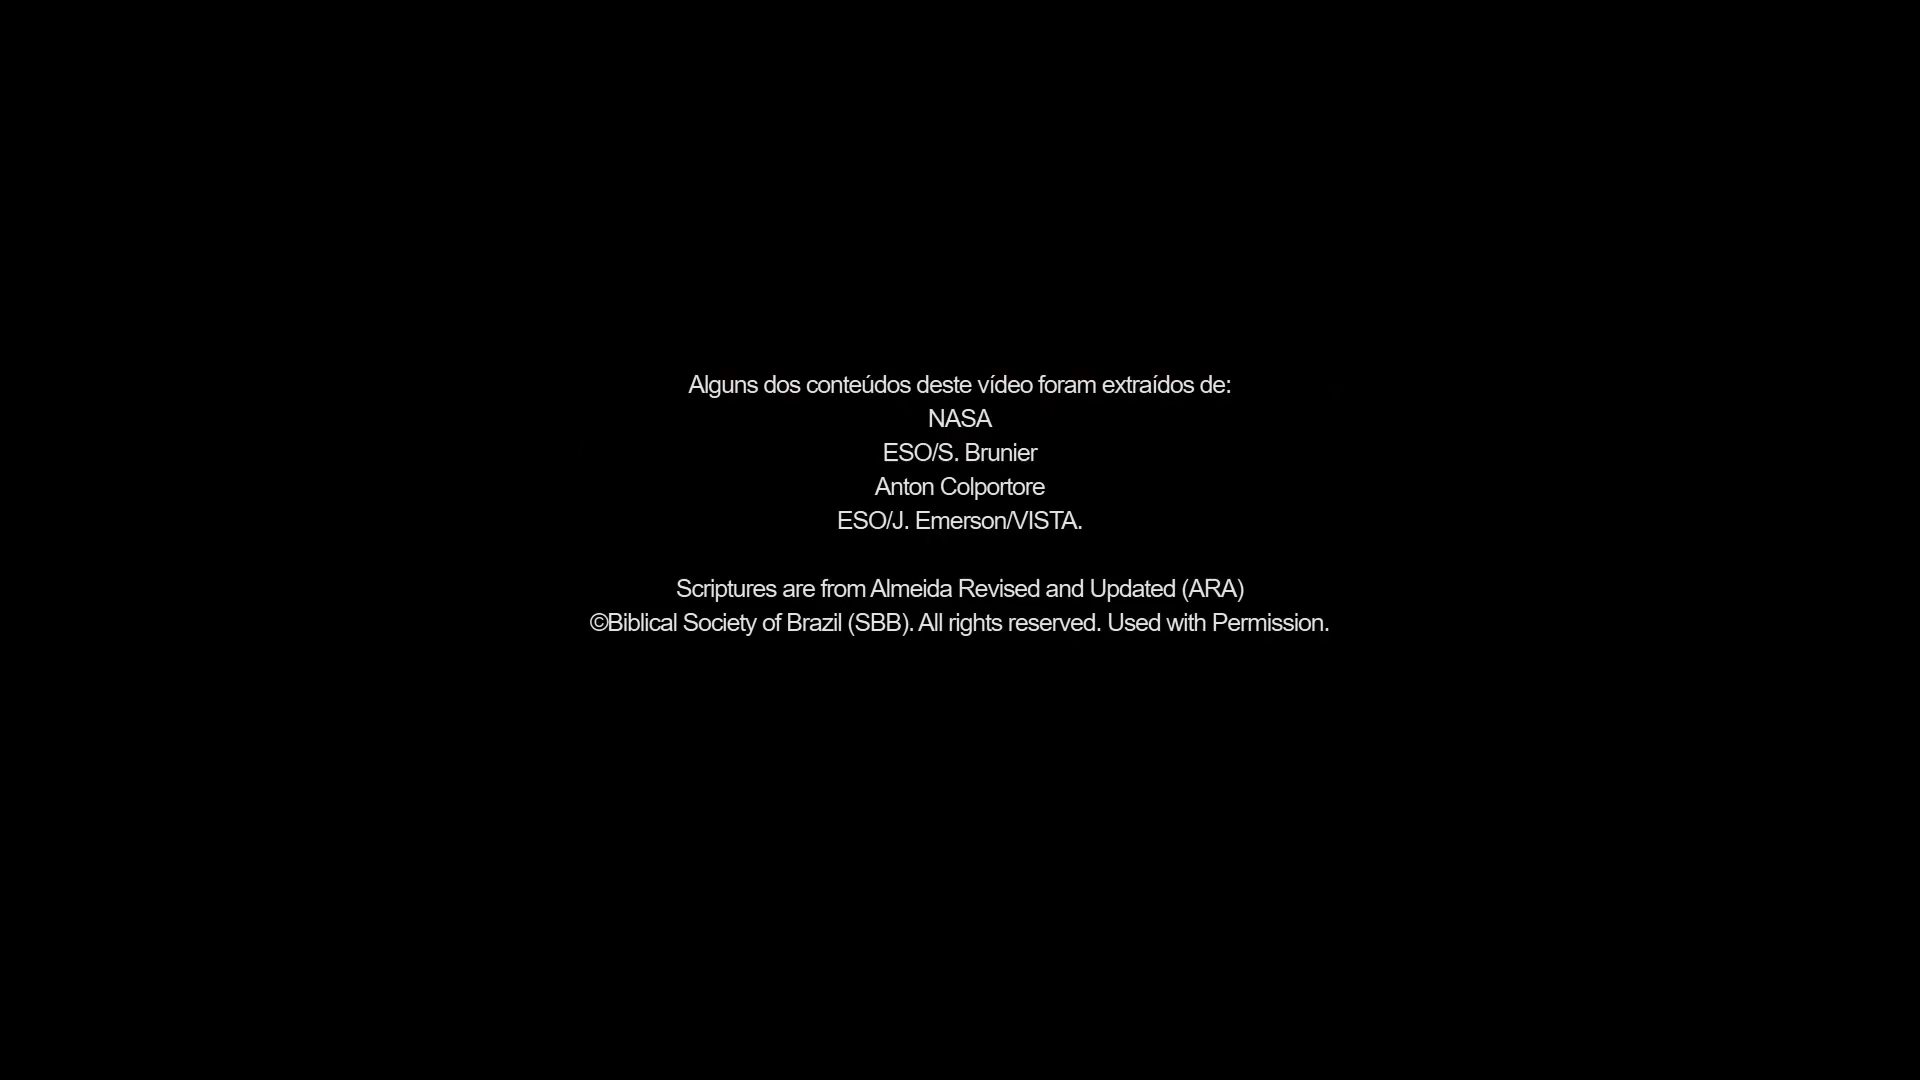 Alguns dos conteúdos deste vídeo foram extraídos de:
NASA
ESO/S. Brunier
Anton Colportore
ESO/J. Emerson/VISTA.
Scriptures are from Almeida Revised and Updated (ARA)
©Biblical Society of Brazil (SBB). All rights reserved. Used with Permission.